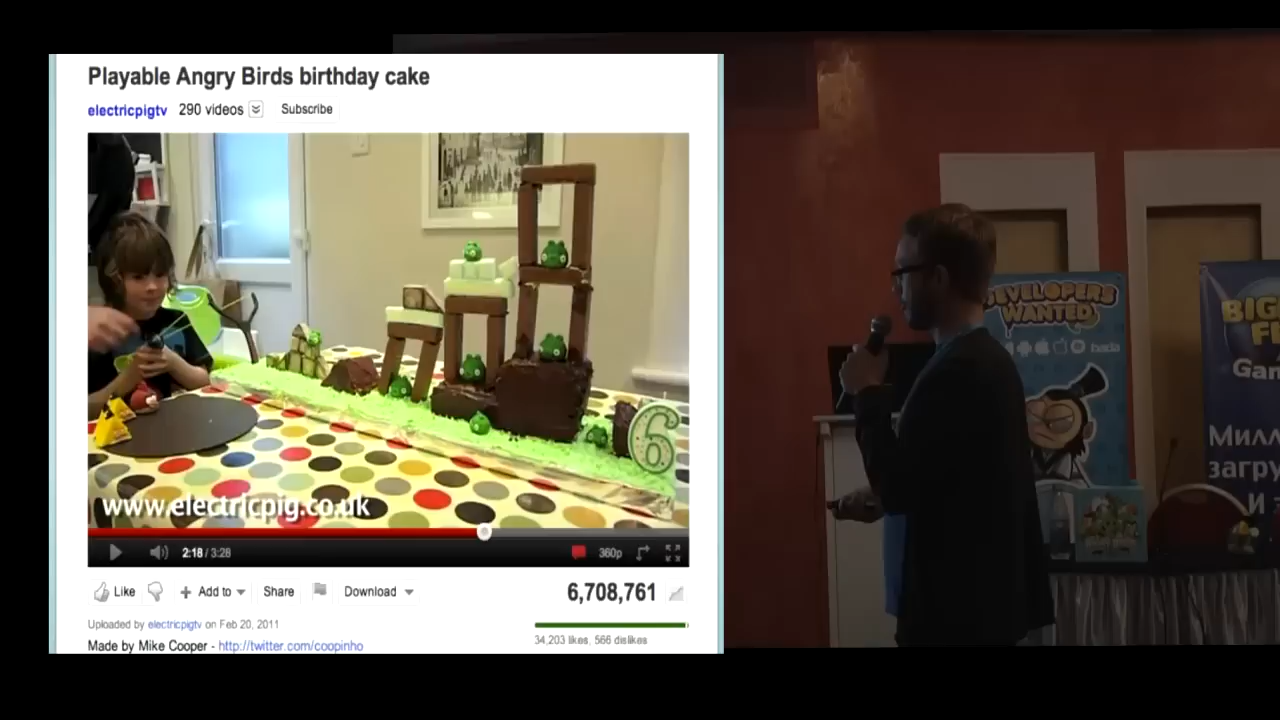 Playable Angry Birds birthday cake
electricpigtv 290 videos Subscribe
6
www.electricpig.co.uk
2:18 / 3:28 360p
Like Add to Share Download 6,708,761
Uploaded by electricpigtv on Feb 20, 2011
34,203 likes, 566 dislikes
Made by Mike Cooper - http://twitter.com/coopinho
DEVELOPERS
WANTED
bada
BIG
Gam